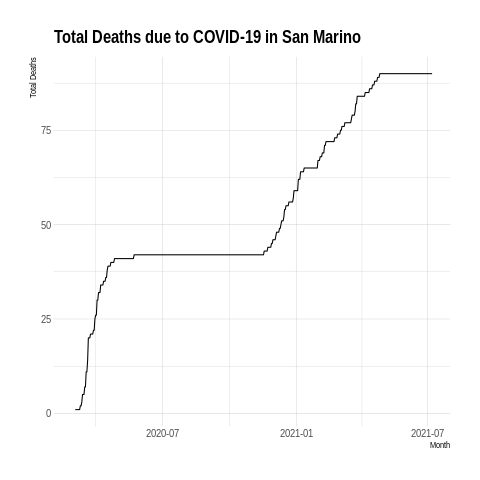 Total Deaths due to COVID-19 in San Marino
Total Deaths
75
50
25
0
2020-07
2021-01
2021-07
Month